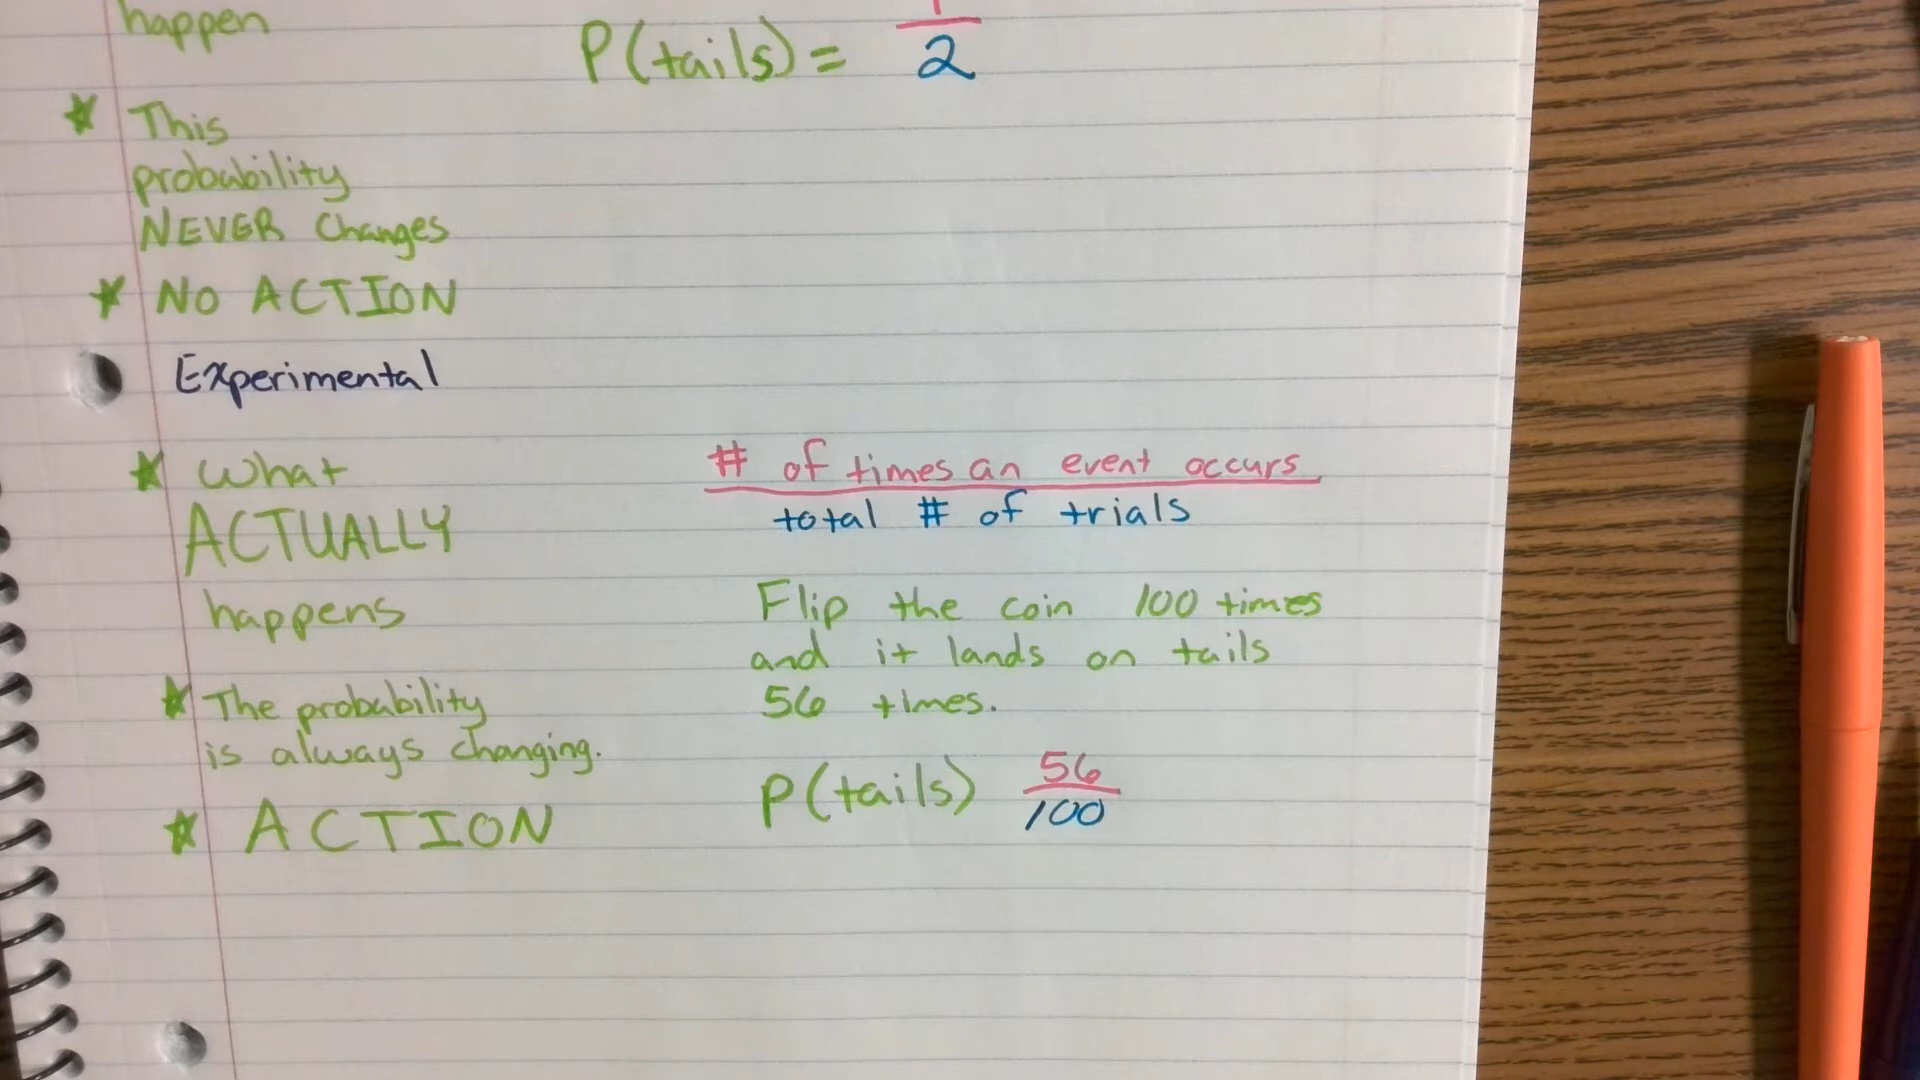 happen
P(tails) = 1/2
* This
probability
NEVER Changes
* NO ACTION
Experimental
* What
ACTUALLY
happens
* The probability
is always changing.
* ACTION
# of times an event occurs
total # of trials
Flip the coin 100 times
and it lands on tails
56 times.
P(tails) 56/100